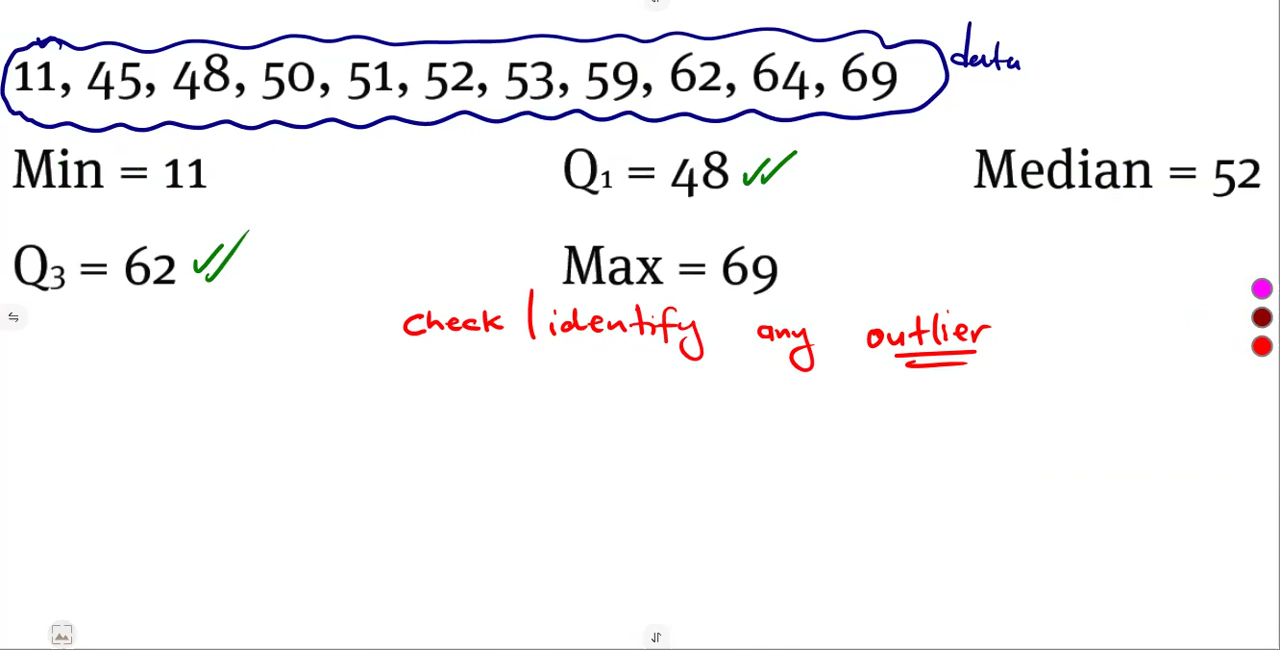 11, 45, 48, 50, 51, 52, 53, 59, 62, 64, 69 data
Min = 11 Q₁ = 48 Median = 52
Q₃ = 62 Max = 69
check / identify any outlier